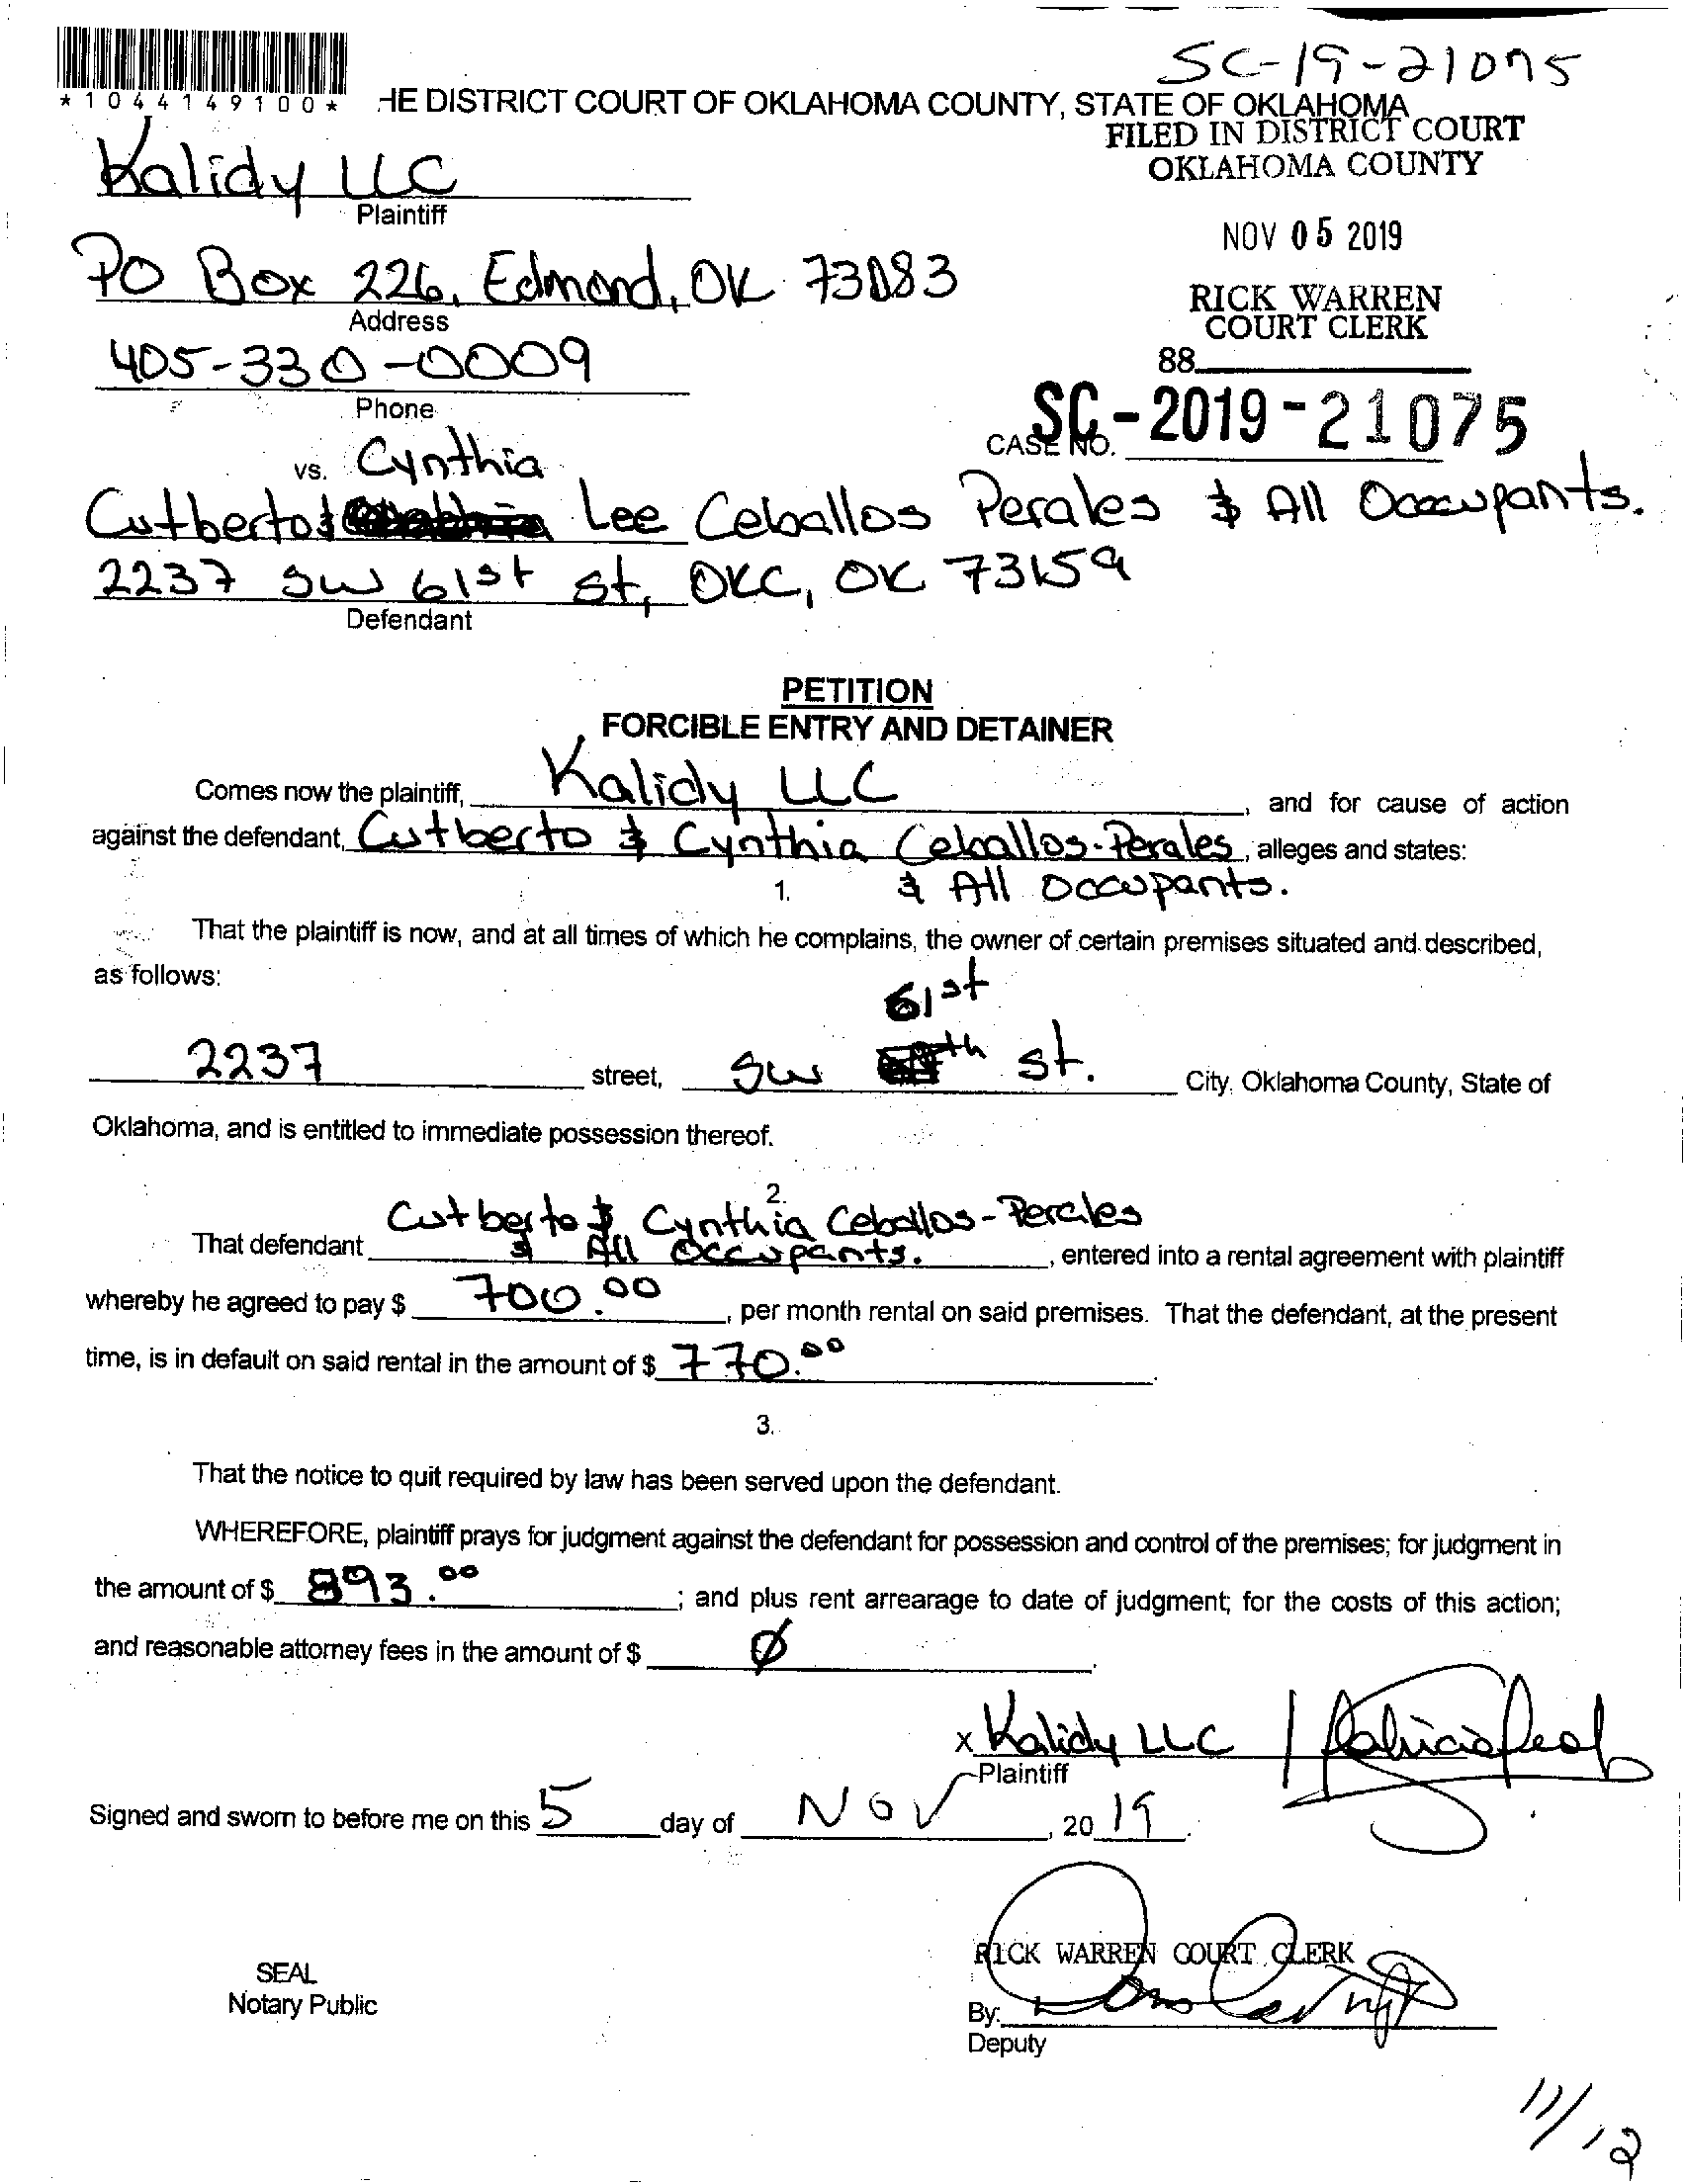 SC-19-21075
*1044149100* HE DISTRICT COURT OF OKLAHOMA COUNTY, STATE OF OKLAHOMA
FILED IN DISTRICT COURT
OKLAHOMA COUNTY
Kalidy LLC
Plaintiff
NOV 05 2019
PO Box 226, Edmond, OK 73083
Address
RICK WARREN
COURT CLERK
405-330-0009
Phone
88
CASE NO. SC-2019-21075
vs. Cynthia
Cutberto & Lee Ceballos Perales & All Occupants.
2237 SW 61st St, OKC, OK 73159
Defendant
PETITION
FORCIBLE ENTRY AND DETAINER
Comes now the plaintiff, Kalidy LLC, and for cause of action
against the defendant, Cutberto & Cynthia Ceballos-Perales, alleges and states:
1. & All Occupants.
That the plaintiff is now, and at all times of which he complains, the owner of certain premises situated and described,
as follows:
61st
2237 street, SW th St. City, Oklahoma County, State of
Oklahoma, and is entitled to immediate possession thereof.
2.
Cutberto & Cynthia Ceballos-Perales
That defendant & All Occupants., entered into a rental agreement with plaintiff
whereby he agreed to pay $ 700.00, per month rental on said premises. That the defendant, at the present
time, is in default on said rental in the amount of $ 770.00.
3.
That the notice to quit required by law has been served upon the defendant.
WHEREFORE, plaintiff prays for judgment against the defendant for possession and control of the premises; for judgment in
the amount of $ 893.00; and plus rent arrearage to date of judgment; for the costs of this action;
and reasonable attorney fees in the amount of $ Ø.
x Kalidy LLC /
Plaintiff
Signed and sworn to before me on this 5 day of NOV, 2019.
RICK WARREN COURT CLERK
SEAL
Notary Public
By:
Deputy
11/12